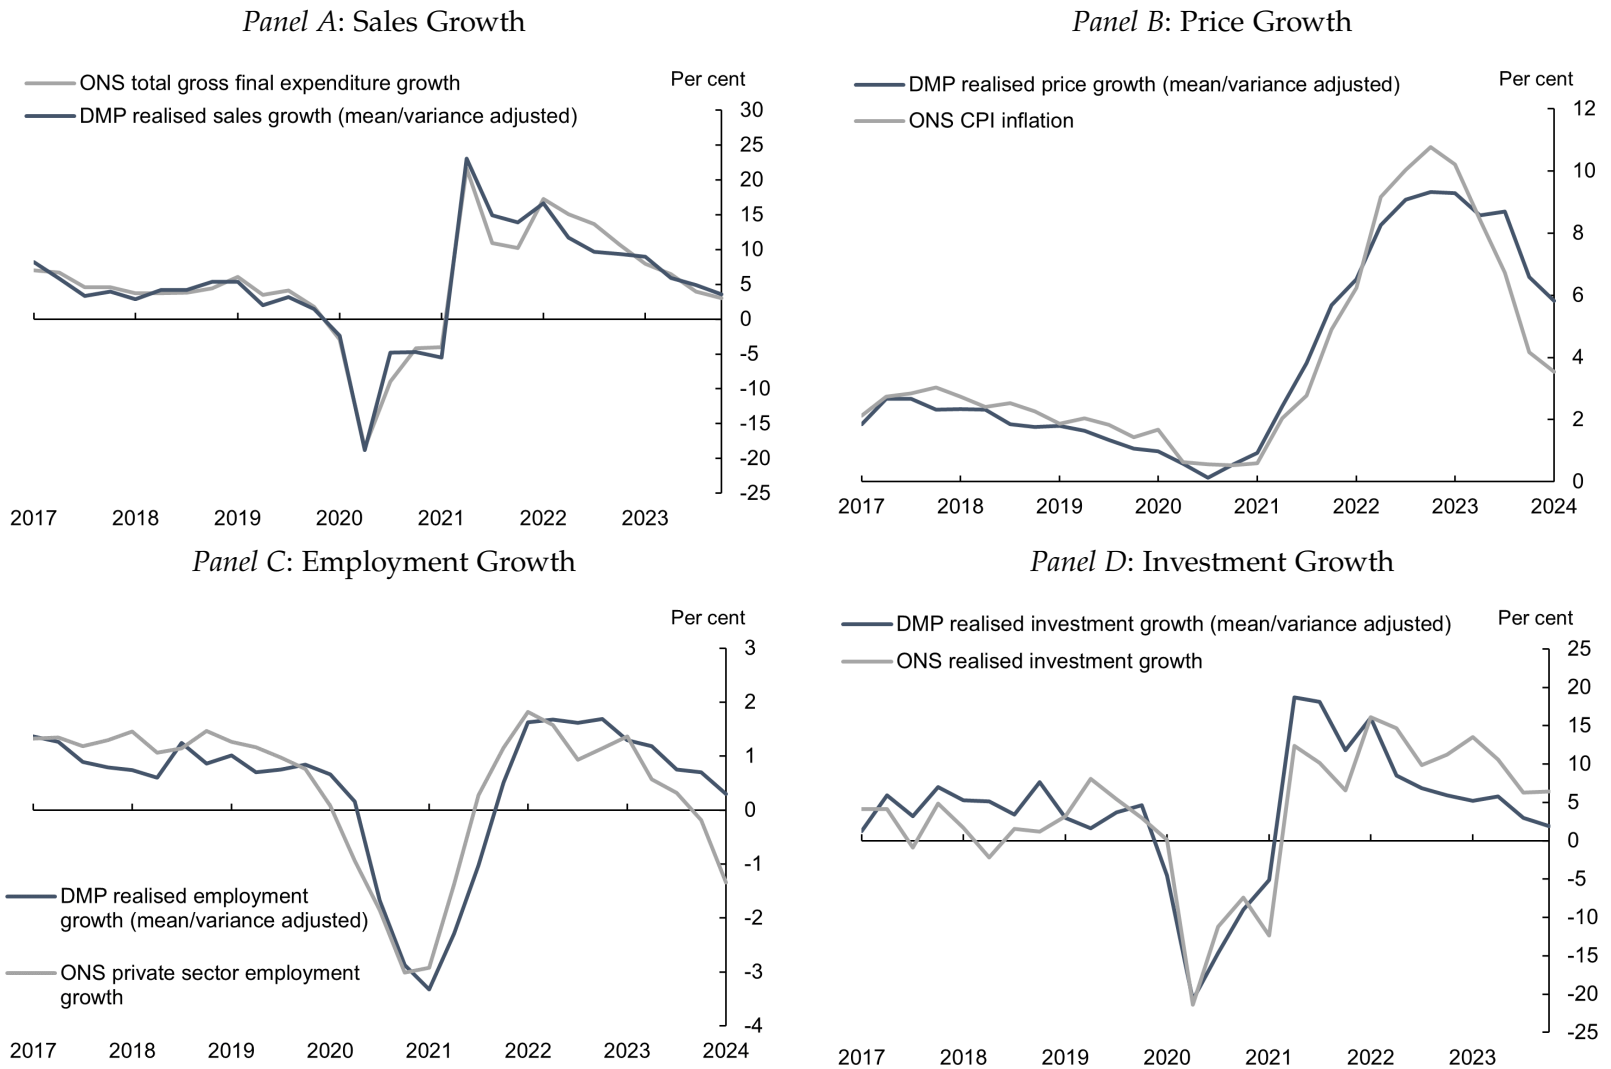 Panel A: Sales Growth
ONS total gross final expenditure growth
DMP realised sales growth (mean/variance adjusted)
Per cent
30
25
20
15
10
5
0
-5
-10
-15
-20
-25
2017 2018 2019 2020 2021 2022 2023
Panel B: Price Growth
DMP realised price growth (mean/variance adjusted)
ONS CPI inflation
Per cent
12
10
8
6
4
2
0
2017 2018 2019 2020 2021 2022 2023 2024
Panel C: Employment Growth
Per cent
3
2
1
0
-1
-2
-3
-4
DMP realised employment
growth (mean/variance adjusted)
ONS private sector employment
growth
2017 2018 2019 2020 2021 2022 2023 2024
Panel D: Investment Growth
DMP realised investment growth (mean/variance adjusted)
ONS realised investment growth
Per cent
25
20
15
10
5
0
-5
-10
-15
-20
-25
2017 2018 2019 2020 2021 2022 2023